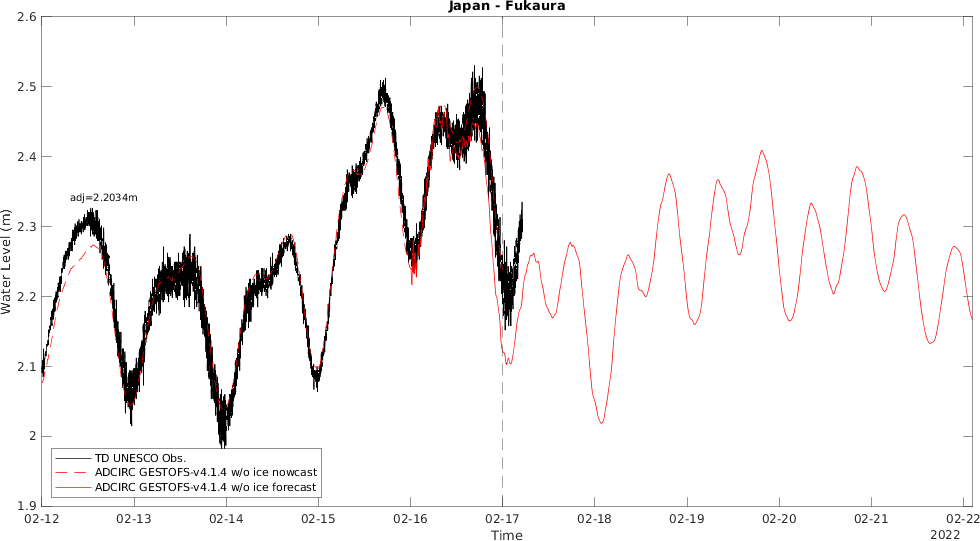 Japan - Fukaura
2.6
2.5
2.4
2.3
2.2
2.1
2
1.9
Water Level (m)
adj=2.2034m
TD UNESCO Obs.
ADCIRC GESTOFS-v4.1.4 w/o ice nowcast
ADCIRC GESTOFS-v4.1.4 w/o ice forecast
02-12 02-13 02-14 02-15 02-16 02-17 02-18 02-19 02-20 02-21 02-22
Time
2022